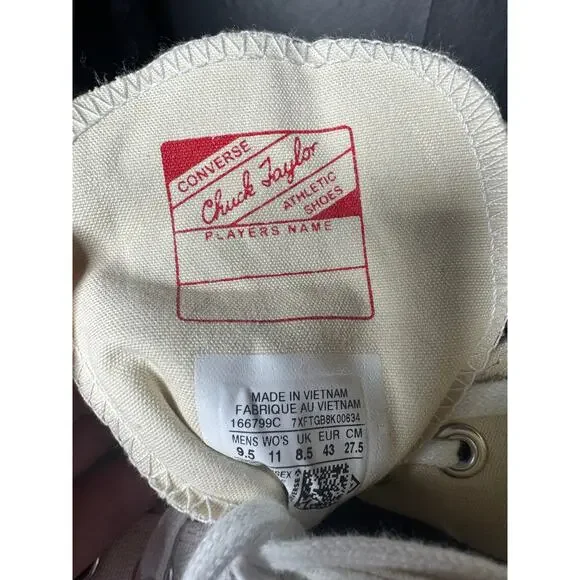 CONVERSE
Chuck Taylor
ATHLETIC
SHOES
PLAYERS NAME
MADE IN VIETNAM
FABRIQUE AU VIETNAM
166799C 7XFTGB8K00634
MENS WO'S UK EUR CM
9.5 11 8.5 43 27.5